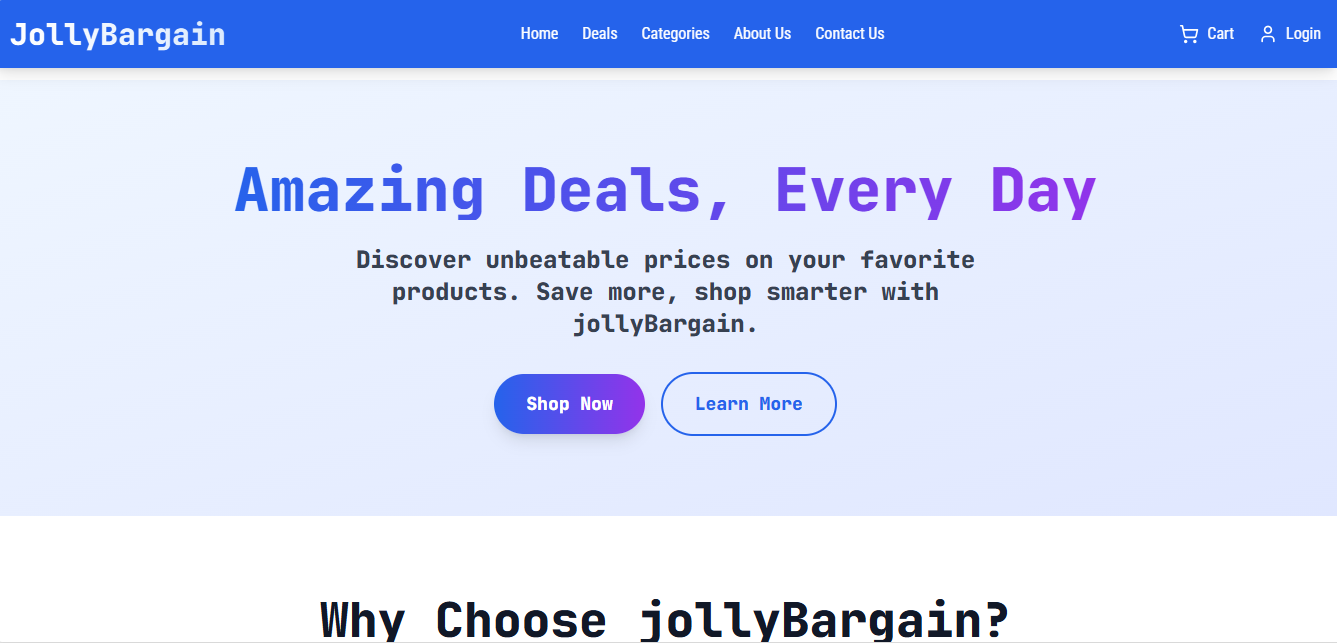 JollyBargain
Home Deals Categories About Us Contact Us
Cart Login
Amazing Deals, Every Day
Discover unbeatable prices on your favorite
products. Save more, shop smarter with
jollyBargain.
Shop Now Learn More
Why Choose jollyBargain?